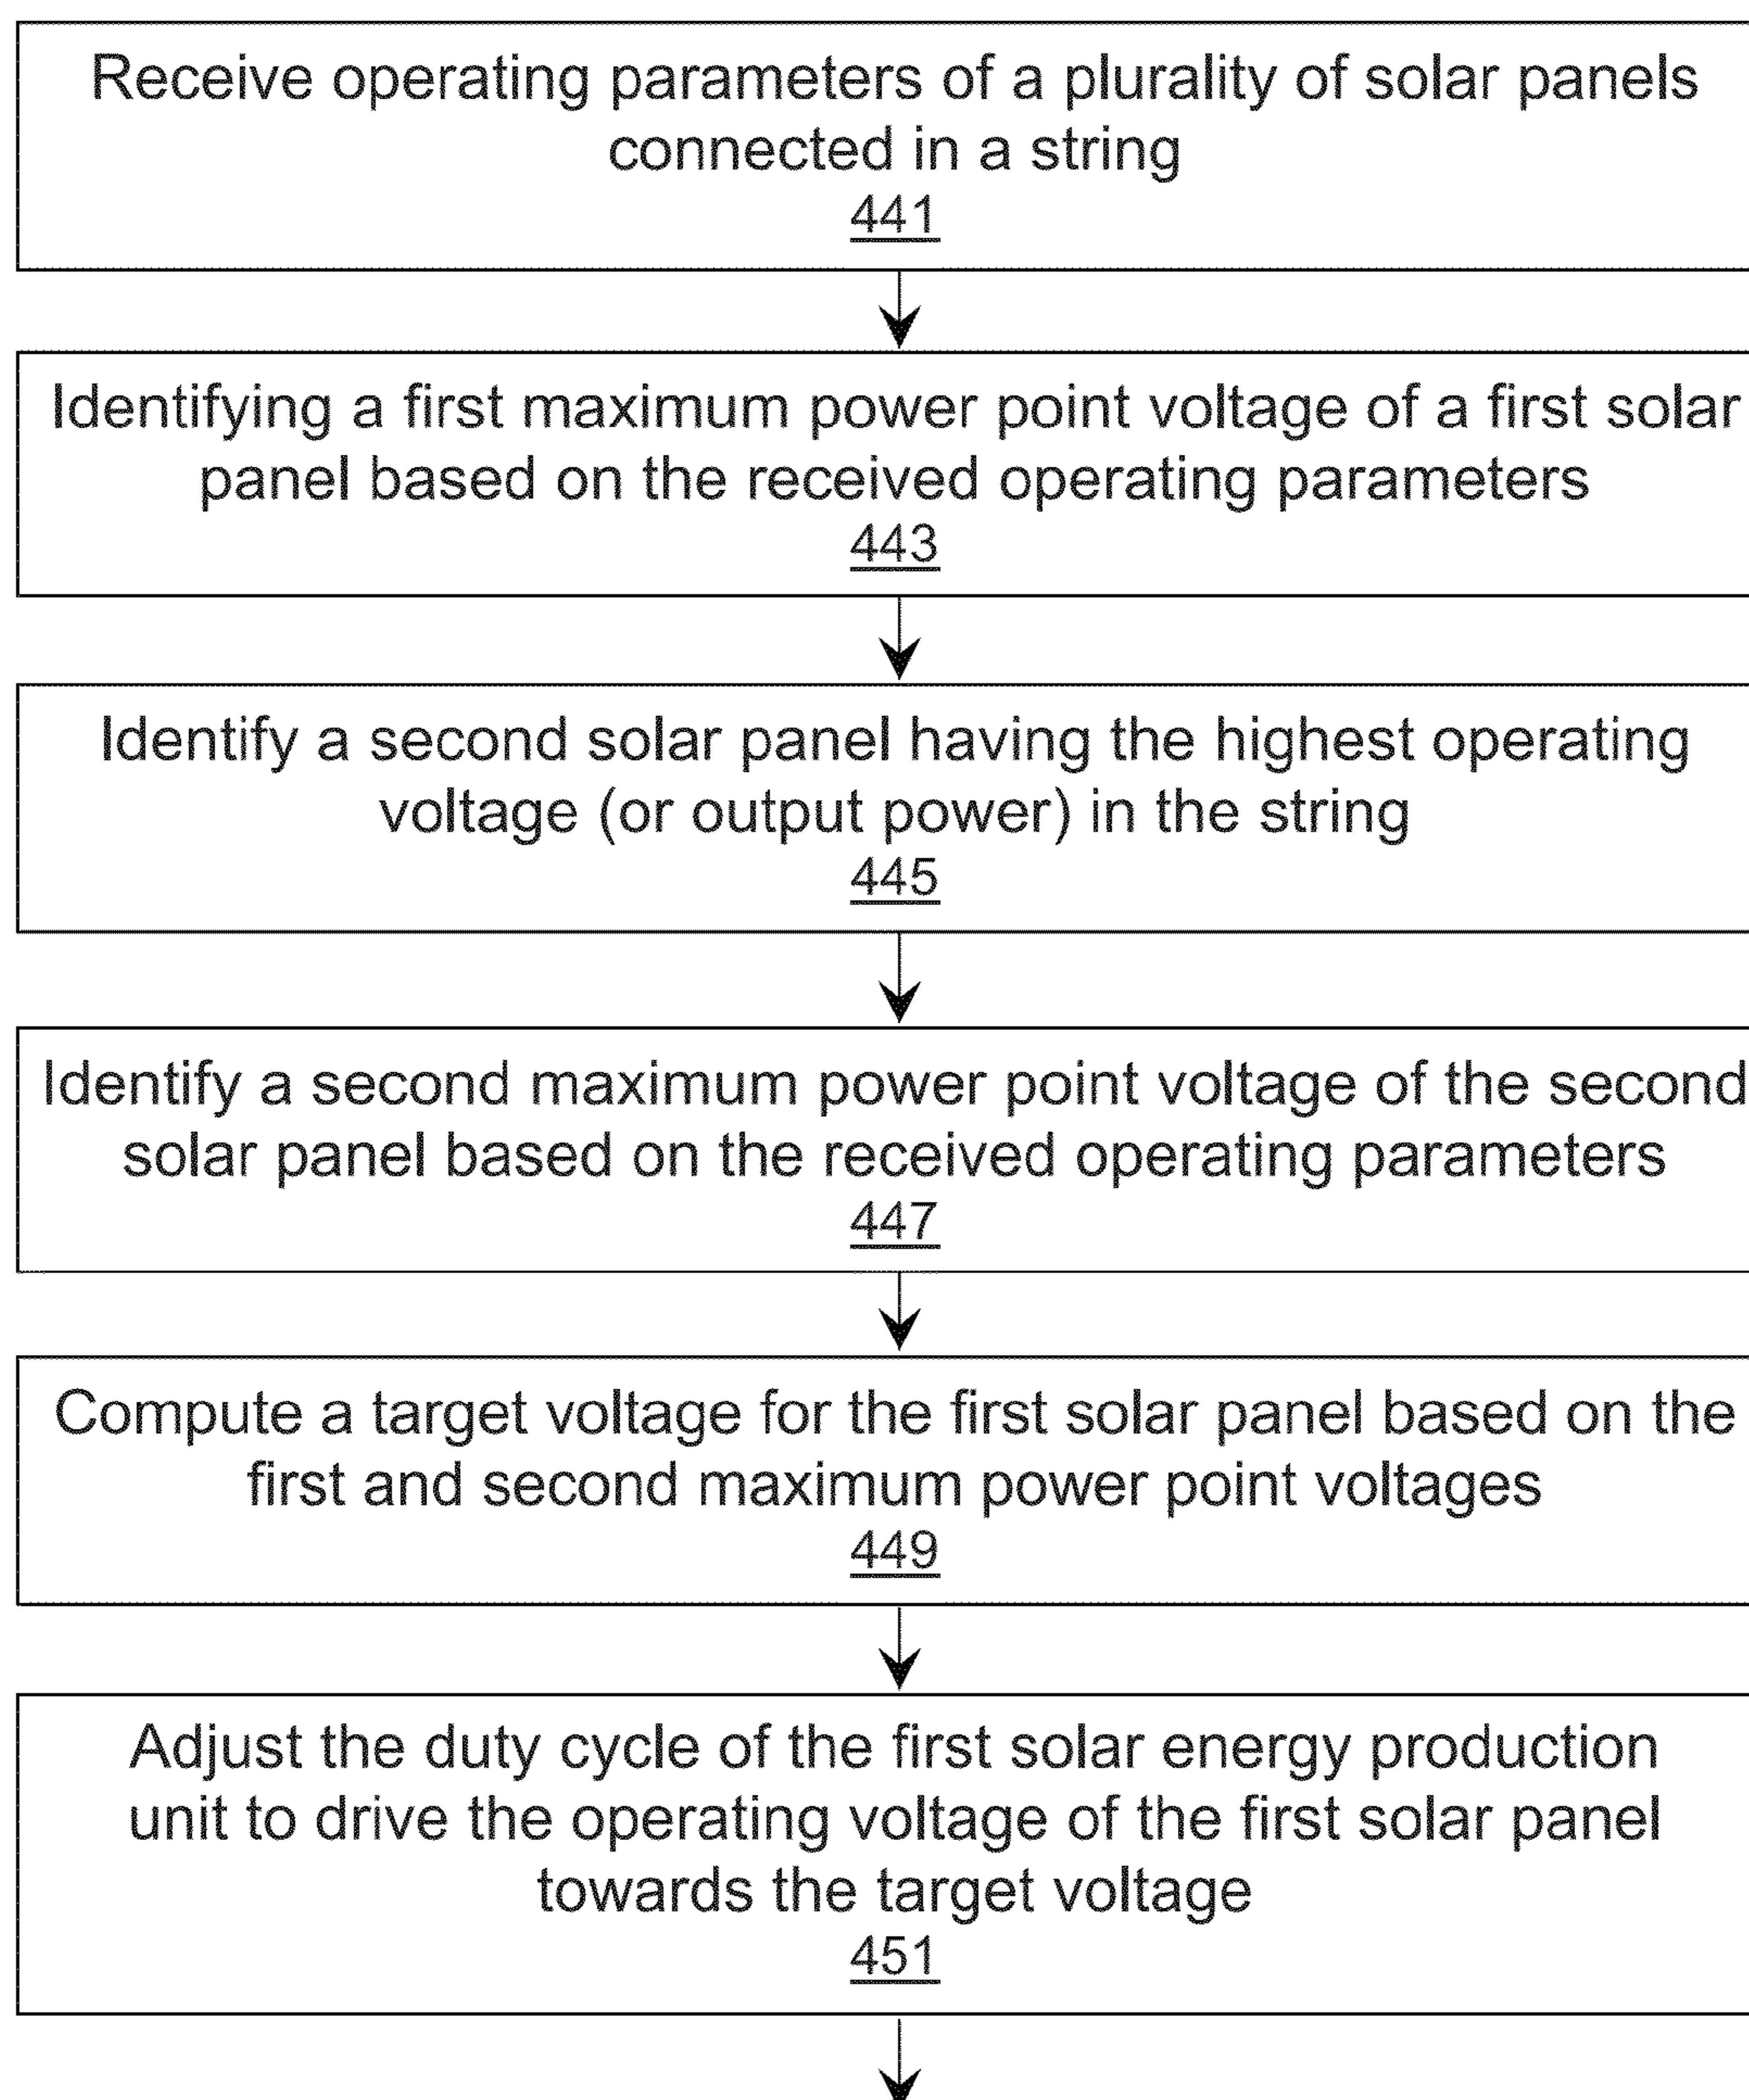 Receive operating parameters of a plurality of solar panels
connected in a string
441
Identifying a first maximum power point voltage of a first solar
panel based on the received operating parameters
443
Identify a second solar panel having the highest operating
voltage (or output power) in the string
445
Identify a second maximum power point voltage of the second
solar panel based on the received operating parameters
447
Compute a target voltage for the first solar panel based on the
first and second maximum power point voltages
449
Adjust the duty cycle of the first solar energy production
unit to drive the operating voltage of the first solar panel
towards the target voltage
451